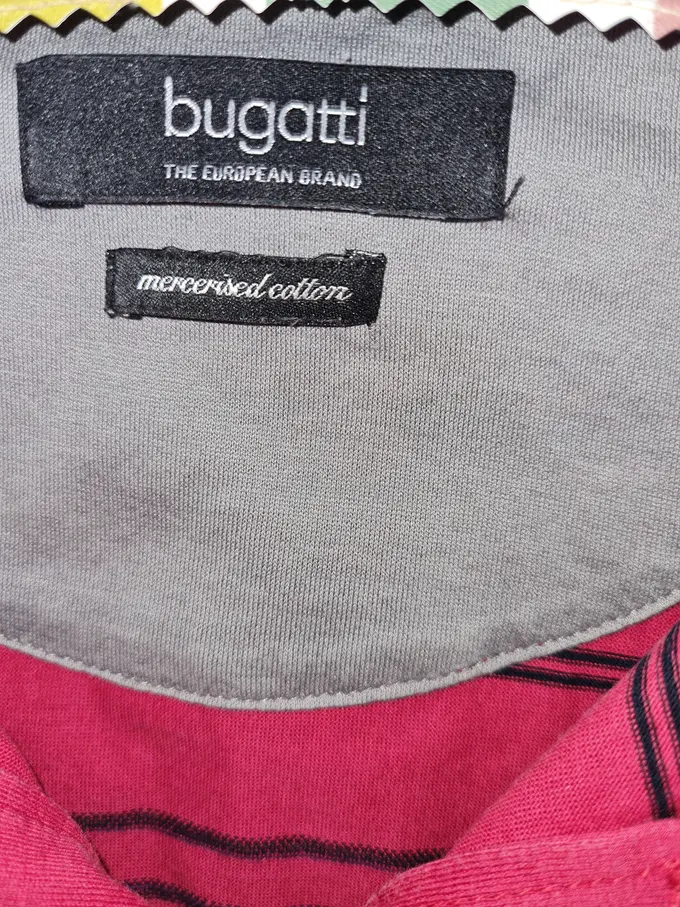 bugatti
THE EUROPEAN BRAND
mercerised cotton